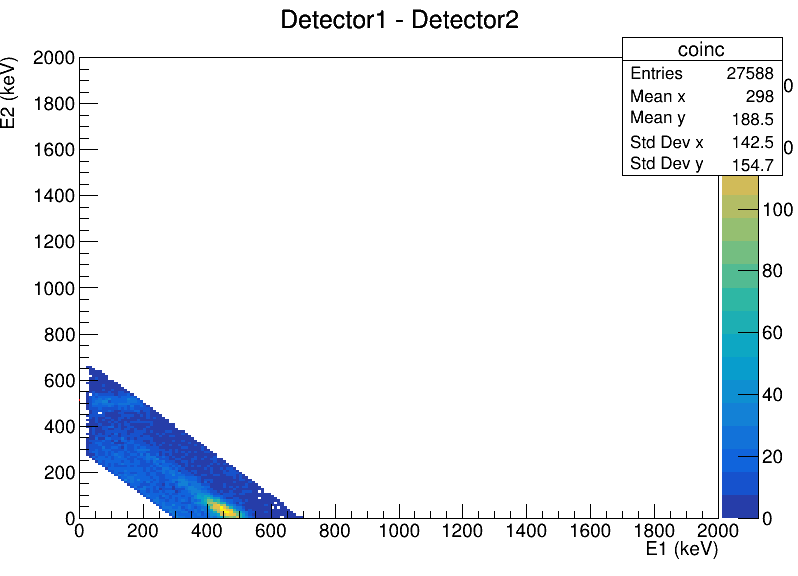 Detector1 - Detector2
coinc
Entries 27588
Mean x 298
Mean y 188.5
Std Dev x 142.5
Std Dev y 154.7
E2 (keV)
2000
1800
1600
1400
1200
1000
800
600
400
200
0
0 200 400 600 800 1000 1200 1400 1600 1800 2000
E1 (keV)
0
0
100
80
60
40
20
0